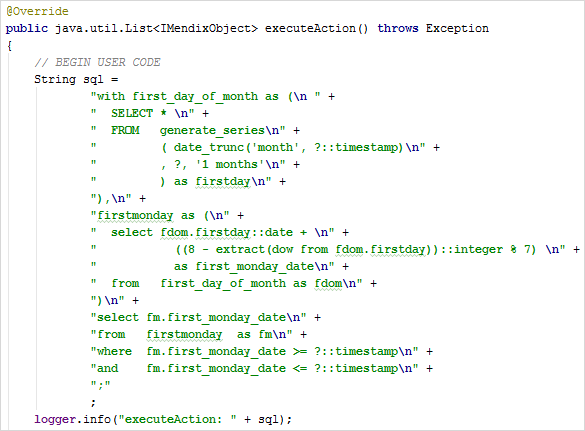 @Override
public java.util.List<IMendixObject> executeAction() throws Exception
{
    // BEGIN USER CODE
    String sql =
            "with first_day_of_month as (\n " +
            "  SELECT * \n" +
            "  FROM   generate_series\n" +
            "         ( date_trunc('month', ?::timestamp)\n" +
            "         , ?, '1 months'\n" +
            "         ) as firstday\n" +
            "),\n" +
            "firstmonday as (\n" +
            "  select fdom.firstday::date + \n" +
            "           ((8 - extract(dow from fdom.firstday))::integer % 7) \n" +
            "           as first_monday_date\n" +
            "  from   first_day_of_month as fdom\n" +
            ")\n" +
            "select fm.first_monday_date\n" +
            "from   firstmonday  as fm\n" +
            "where  fm.first_monday_date >= ?::timestamp\n" +
            "and    fm.first_monday_date <= ?::timestamp\n" +
            ";"
            ;
    logger.info("executeAction: " + sql);